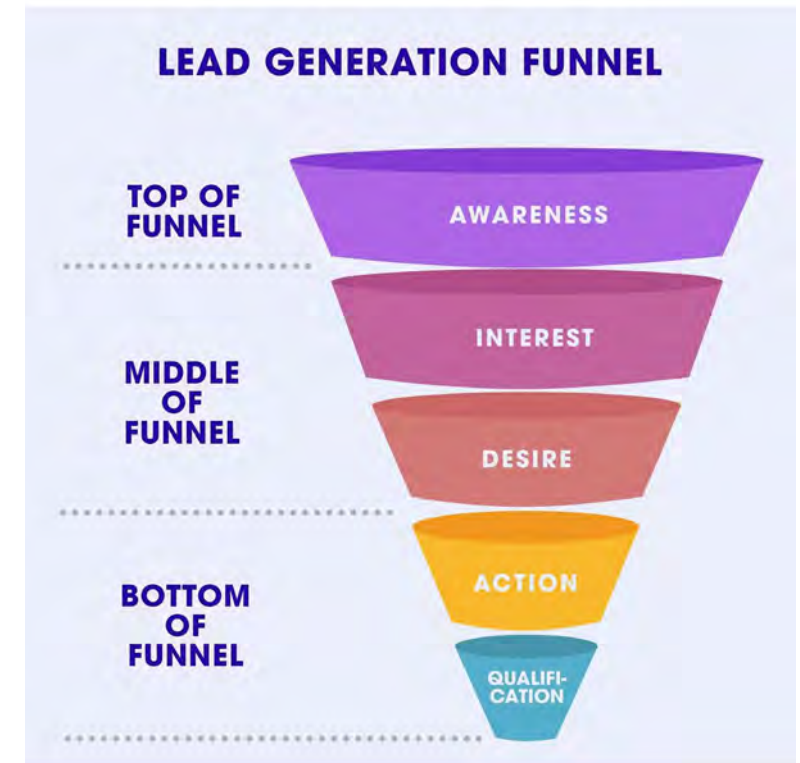 LEAD GENERATION FUNNEL
TOP OF
FUNNEL
AWARENESS
INTEREST
MIDDLE
OF
FUNNEL
DESIRE
ACTION
BOTTOM
OF
FUNNEL
QUALIFI-
CATION